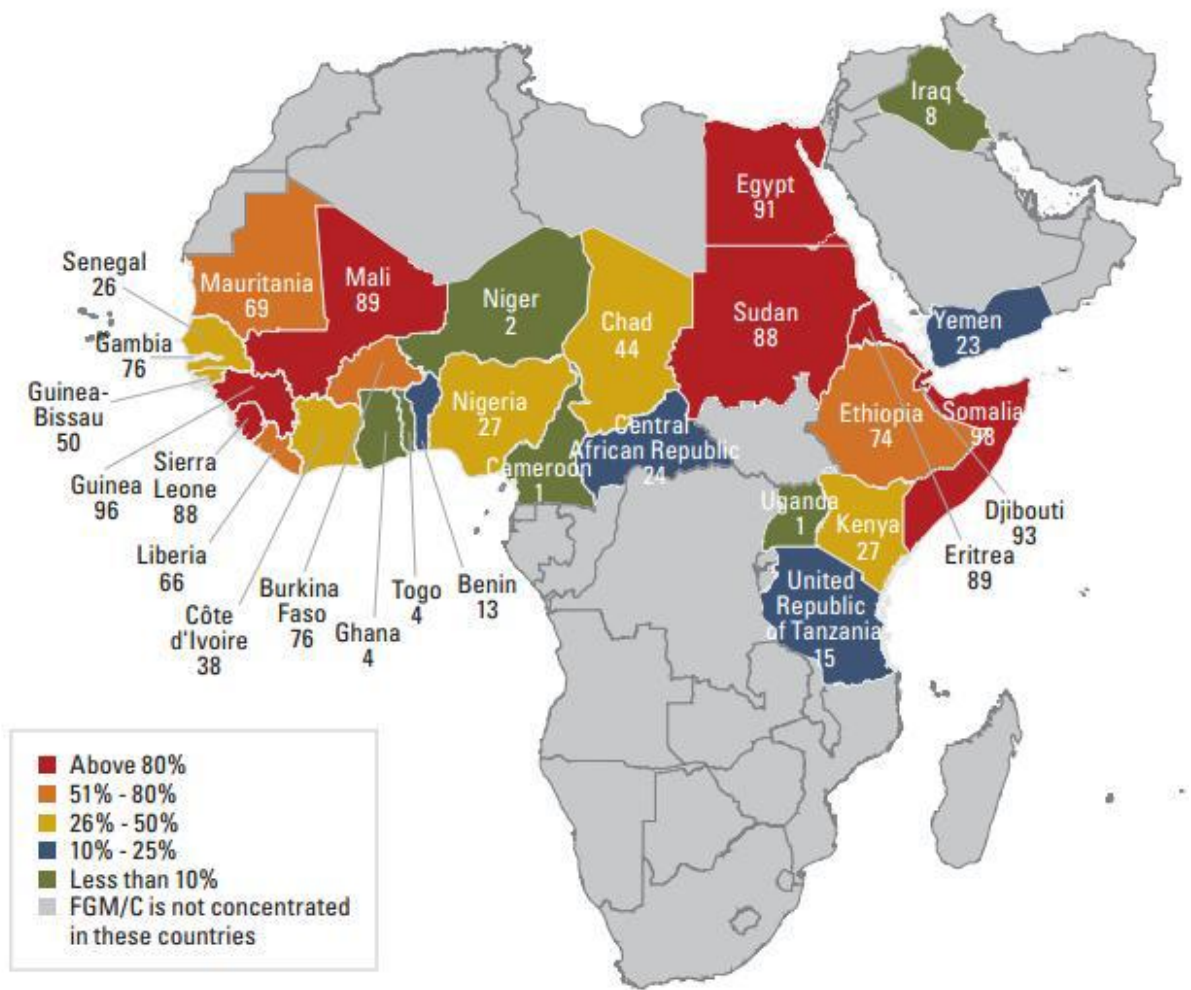 Iraq
8
Egypt
91
Senegal
26
Mauritania
69
Mali
89
Niger
2
Chad
44
Sudan
88
Yemen
23
Gambia
76
Guinea-
Bissau
50
Nigeria
27
Ethiopia
74
Somalia
98
Central
African Republic
24
Cameroon
1
Guinea
96
Sierra
Leone
88
Uganda
1
Kenya
27
Djibouti
93
Eritrea
89
Liberia
66
Côte
d'Ivoire
38
Burkina
Faso
76
Ghana
4
Togo
4
Benin
13
United
Republic
of Tanzania
15
Above 80%
51% - 80%
26% - 50%
10% - 25%
Less than 10%
FGM/C is not concentrated
in these countries